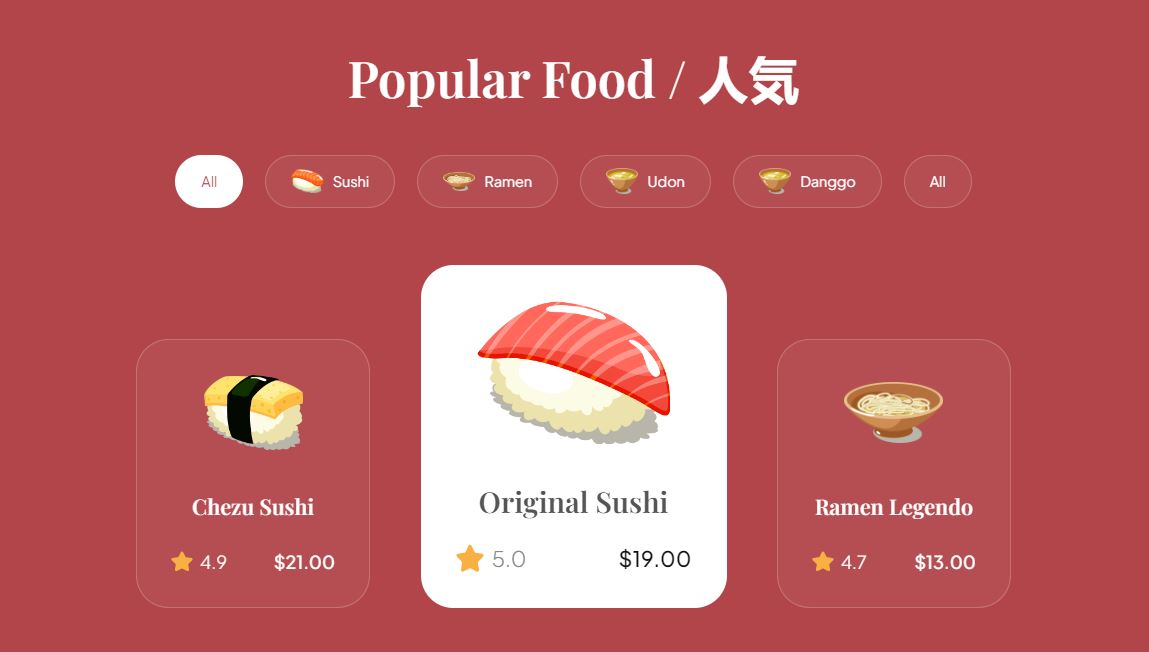 Popular Food / 人気
All Sushi Ramen Udon Danggo All
Original Sushi
Chezu Sushi
Ramen Legendo
5.0 $19.00
4.9 $21.00
4.7 $13.00